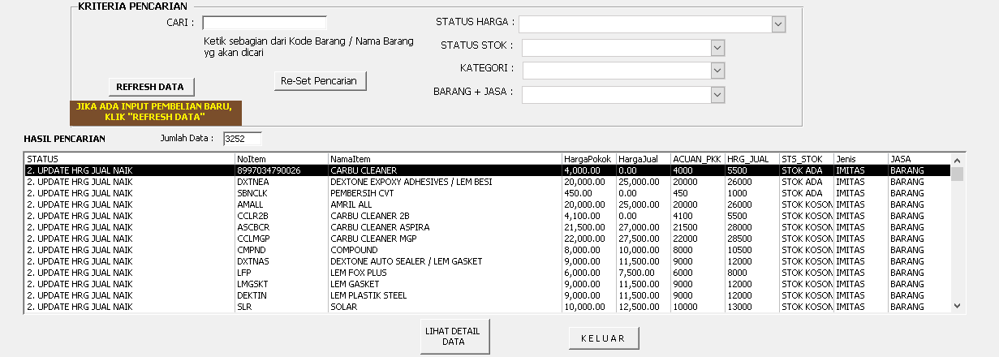 KRITERIA PENCARIAN
CARI :
Ketik sebagian dari Kode Barang / Nama Barang
yg akan dicari
STATUS HARGA :
STATUS STOK :
KATEGORI :
BARANG + JASA :
REFRESH DATA
Re-Set Pencarian
JIKA ADA INPUT PEMBELIAN BARU,
KLIK "REFRESH DATA"
HASIL PENCARIAN Jumlah Data : 3252
STATUS NoItem NamaItem HargaPokok HargaJual ACUAN_PKK HRG_JUAL STS_STOK Jenis JASA
2. UPDATE HRG JUAL NAIK 8997034790026 CARBU CLEANER 4,000.00 0.00 4000 5500 STOK ADA IMITAS BARANG
2. UPDATE HRG JUAL NAIK DXTNEA DEXTONE EXPOXY ADHESIVES / LEM BESI 20,000.00 25,000.00 20000 26000 STOK ADA IMITAS BARANG
2. UPDATE HRG JUAL NAIK SBNCLK PEMBERSIH CVT 450.00 0.00 450 1000 STOK ADA IMITAS BARANG
2. UPDATE HRG JUAL NAIK AMALL AMRIL ALL 20,000.00 25,000.00 20000 26000 STOK KOSON IMITAS BARANG
2. UPDATE HRG JUAL NAIK CCLR2B CARBU CLEANER 2B 4,100.00 0.00 4100 5500 STOK KOSON IMITAS BARANG
2. UPDATE HRG JUAL NAIK ASCBCR CARBU CLEANER ASPIRA 21,500.00 27,000.00 21500 28000 STOK KOSON IMITAS BARANG
2. UPDATE HRG JUAL NAIK CCLMGP CARBU CLEANER MGP 22,000.00 27,500.00 22000 28500 STOK KOSON IMITAS BARANG
2. UPDATE HRG JUAL NAIK CMPND COMPOUND 8,000.00 10,000.00 8000 10500 STOK KOSON IMITAS BARANG
2. UPDATE HRG JUAL NAIK DXTNAS DEXTONE AUTO SEALER / LEM GASKET 9,000.00 11,500.00 9000 12000 STOK KOSON IMITAS BARANG
2. UPDATE HRG JUAL NAIK LFP LEM FOX PLUS 6,000.00 7,500.00 6000 8000 STOK KOSON IMITAS BARANG
2. UPDATE HRG JUAL NAIK LMGSKT LEM GASKET 9,000.00 11,500.00 9000 12000 STOK KOSON IMITAS BARANG
2. UPDATE HRG JUAL NAIK DEKTIN LEM PLASTIK STEEL 9,000.00 11,500.00 9000 12000 STOK KOSON IMITAS BARANG
2. UPDATE HRG JUAL NAIK SLR SOLAR 10,000.00 12,500.00 10000 13000 STOK KOSON IMITAS BARANG
LIHAT DETAIL
DATA
KELUAR